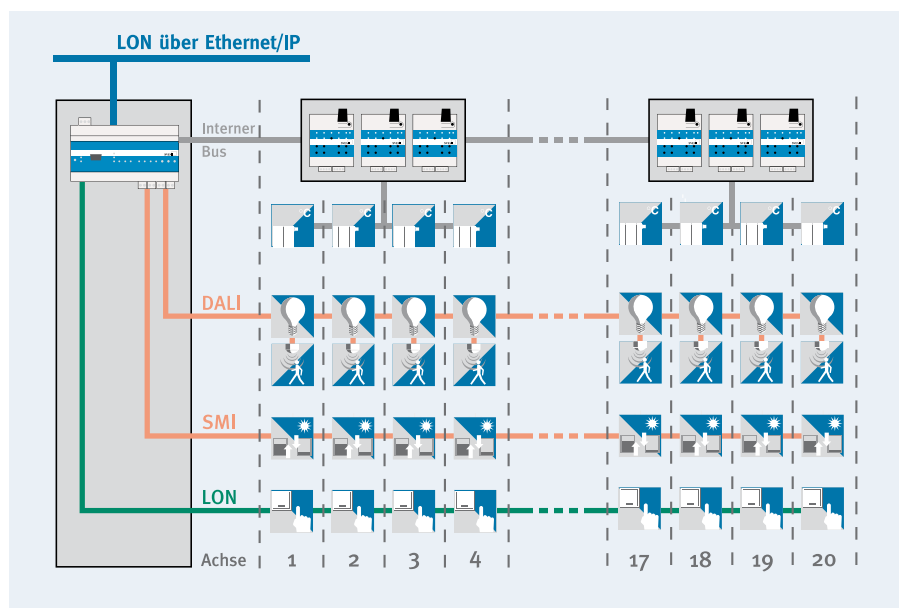 LON über Ethernet/IP
Interner
Bus
°C °C °C °C °C °C °C °C
DALI
SMI
LON
Achse 1 2 3 4 17 18 19 20